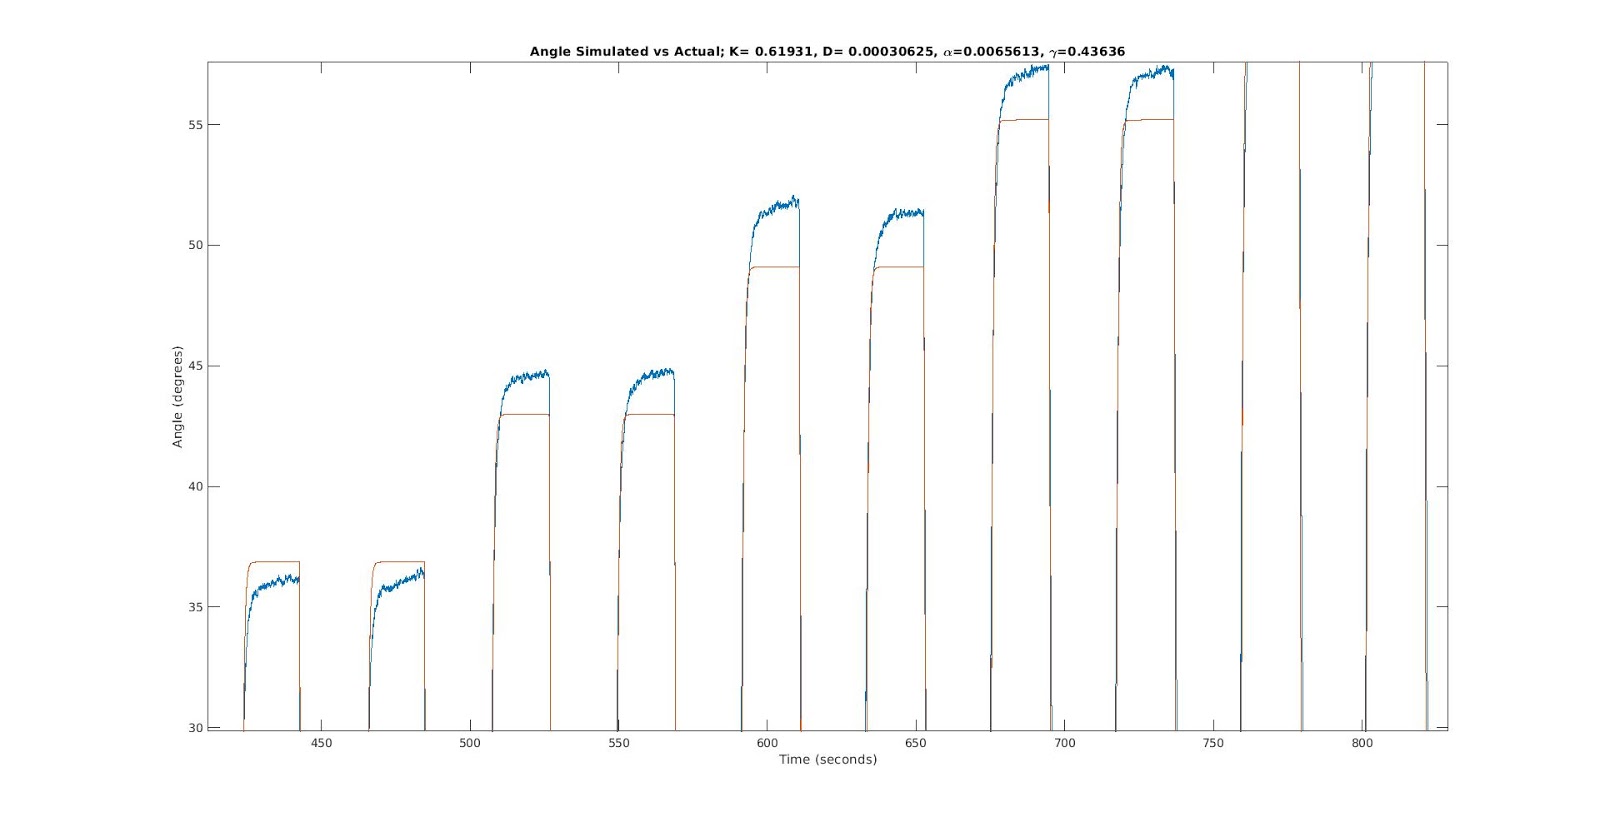 Angle Simulated vs Actual; K= 0.61931, D= 0.00030625, α=0.0065613, γ=0.43636
55
50
45
40
35
30
Angle (degrees)
450 500 550 600 650 700 750 800
Time (seconds)